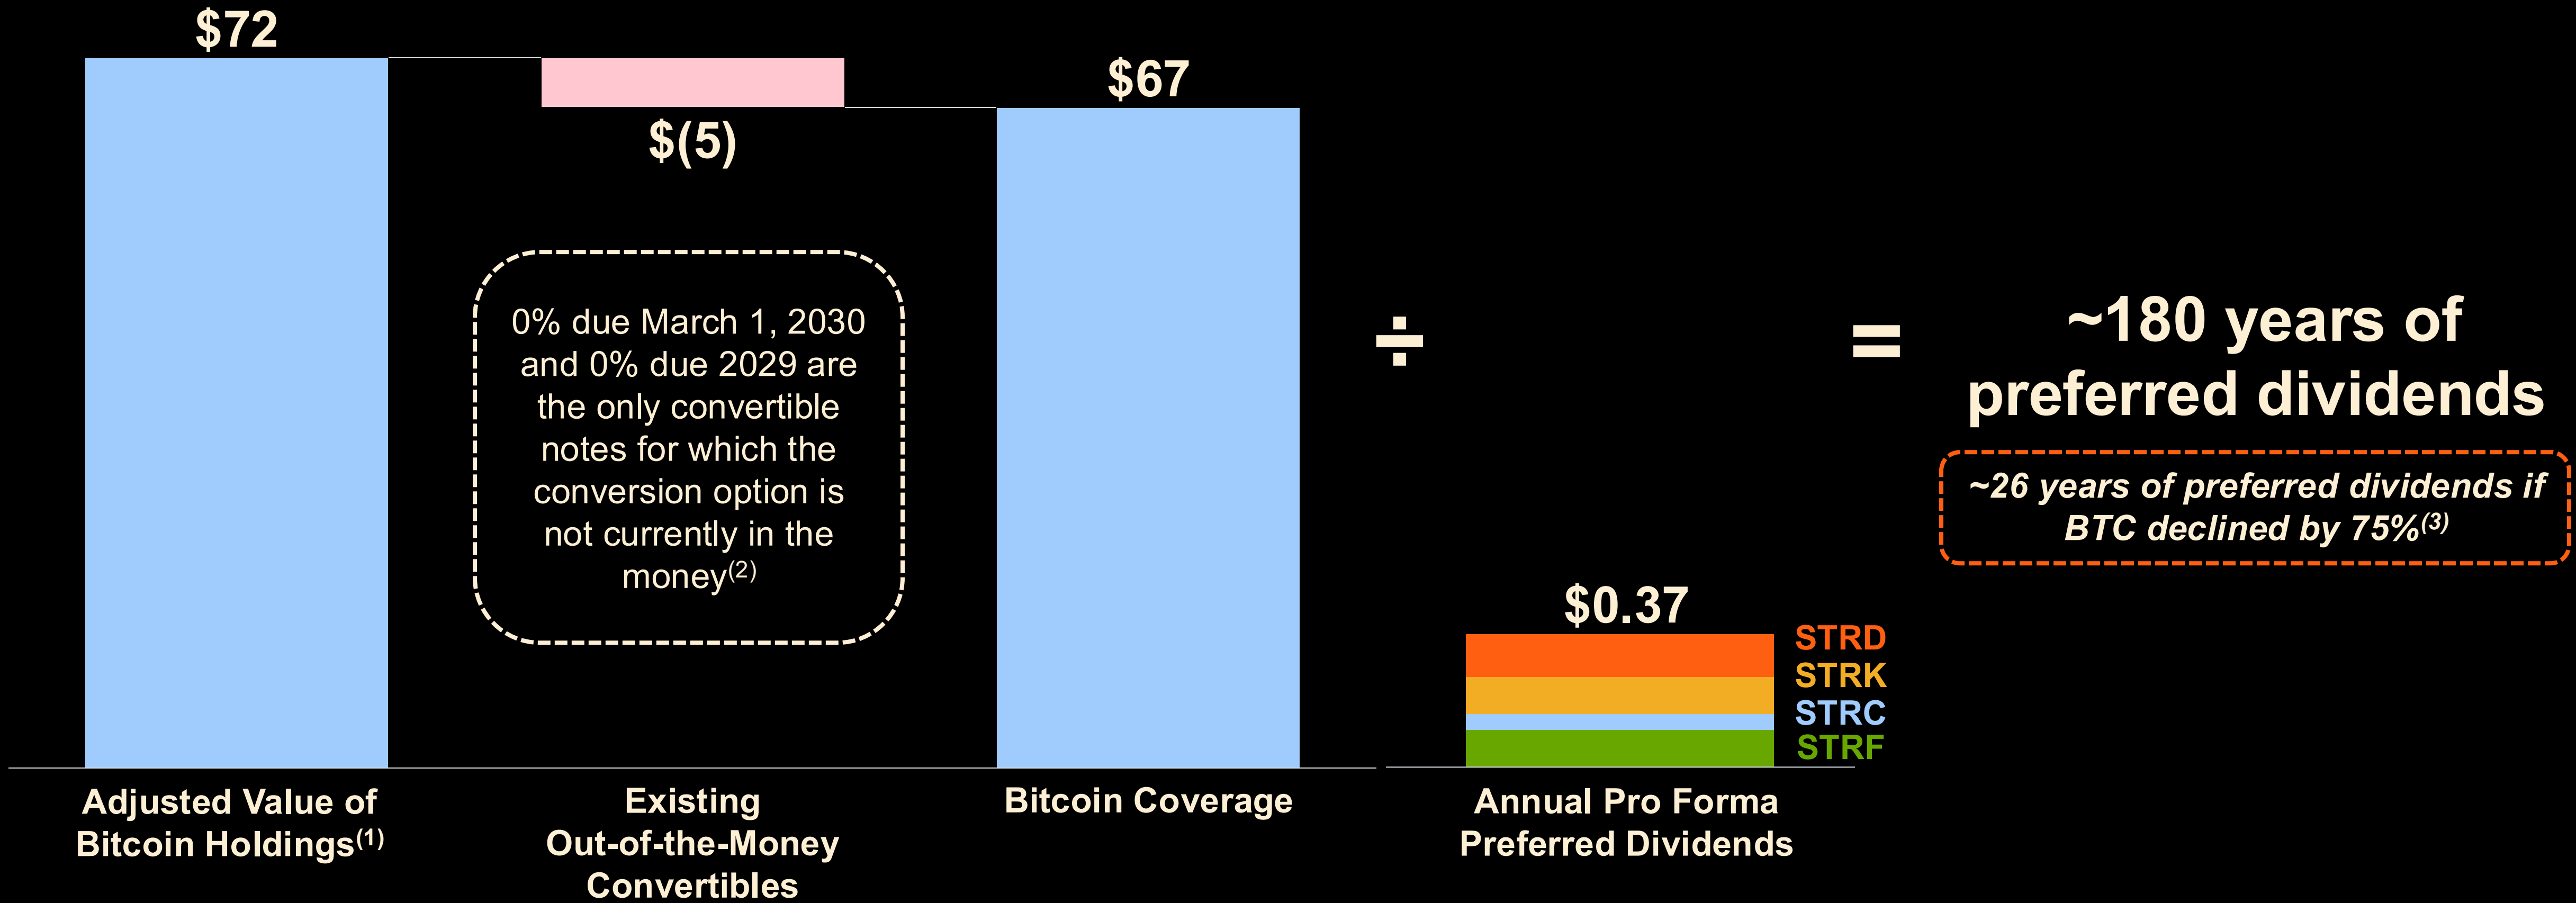 $72
$(5)
$67
0% due March 1, 2030
and 0% due 2029 are
the only convertible
notes for which the
conversion option is
not currently in the
money(2)
÷
$0.37
STRD
STRK
STRC
STRF
=
~180 years of
preferred dividends
~26 years of preferred dividends if
BTC declined by 75%(3)
Adjusted Value of
Bitcoin Holdings(1)
Existing
Out-of-the-Money
Convertibles
Bitcoin Coverage
Annual Pro Forma
Preferred Dividends